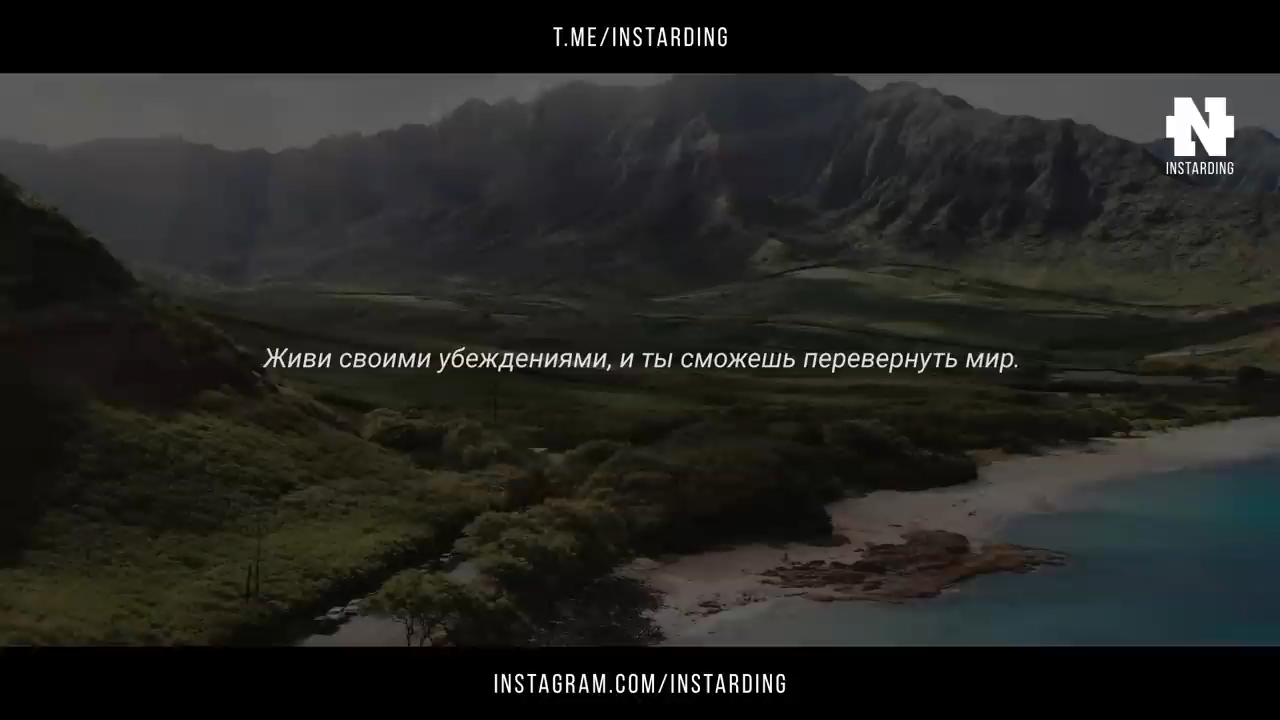 T.ME/INSTARDING
N
INSTARDING
Живи своими убеждениями, и ты сможешь перевернуть мир.
INSTAGRAM.COM/INSTARDING